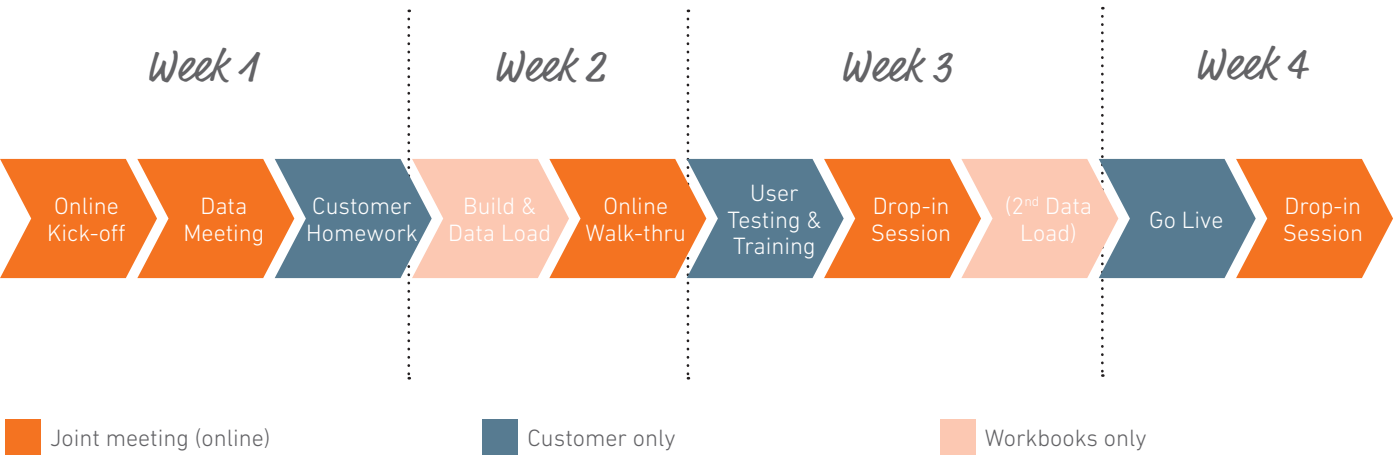 Week 1
Week 2
Week 3
Week 4
Online
Kick-off
Data
Meeting
Customer
Homework
Build &
Data Load
Online
Walk-thru
User
Testing &
Training
Drop-in
Session
(2nd Data
Load)
Go Live
Drop-in
Session
Joint meeting (online)
Customer only
Workbooks only